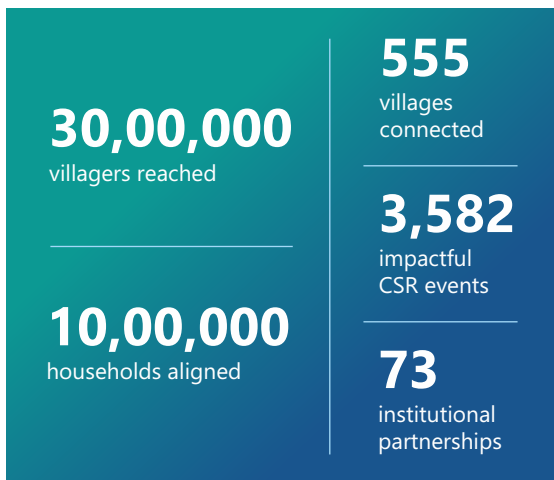 30,00,000
villagers reached
10,00,000
households aligned
555
villages
connected
3,582
impactful
CSR events
73
institutional
partnerships